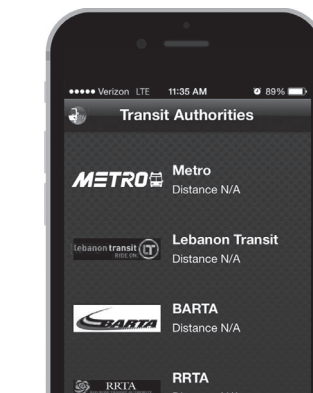 Verizon LTE 11:35 AM 89%
Transit Authorities
METRO
Metro
Distance N/A
lebanon transit LT
RIDE ON.
Lebanon Transit
Distance N/A
BARTA
BARTA
Distance N/A
RRTA
RRTA